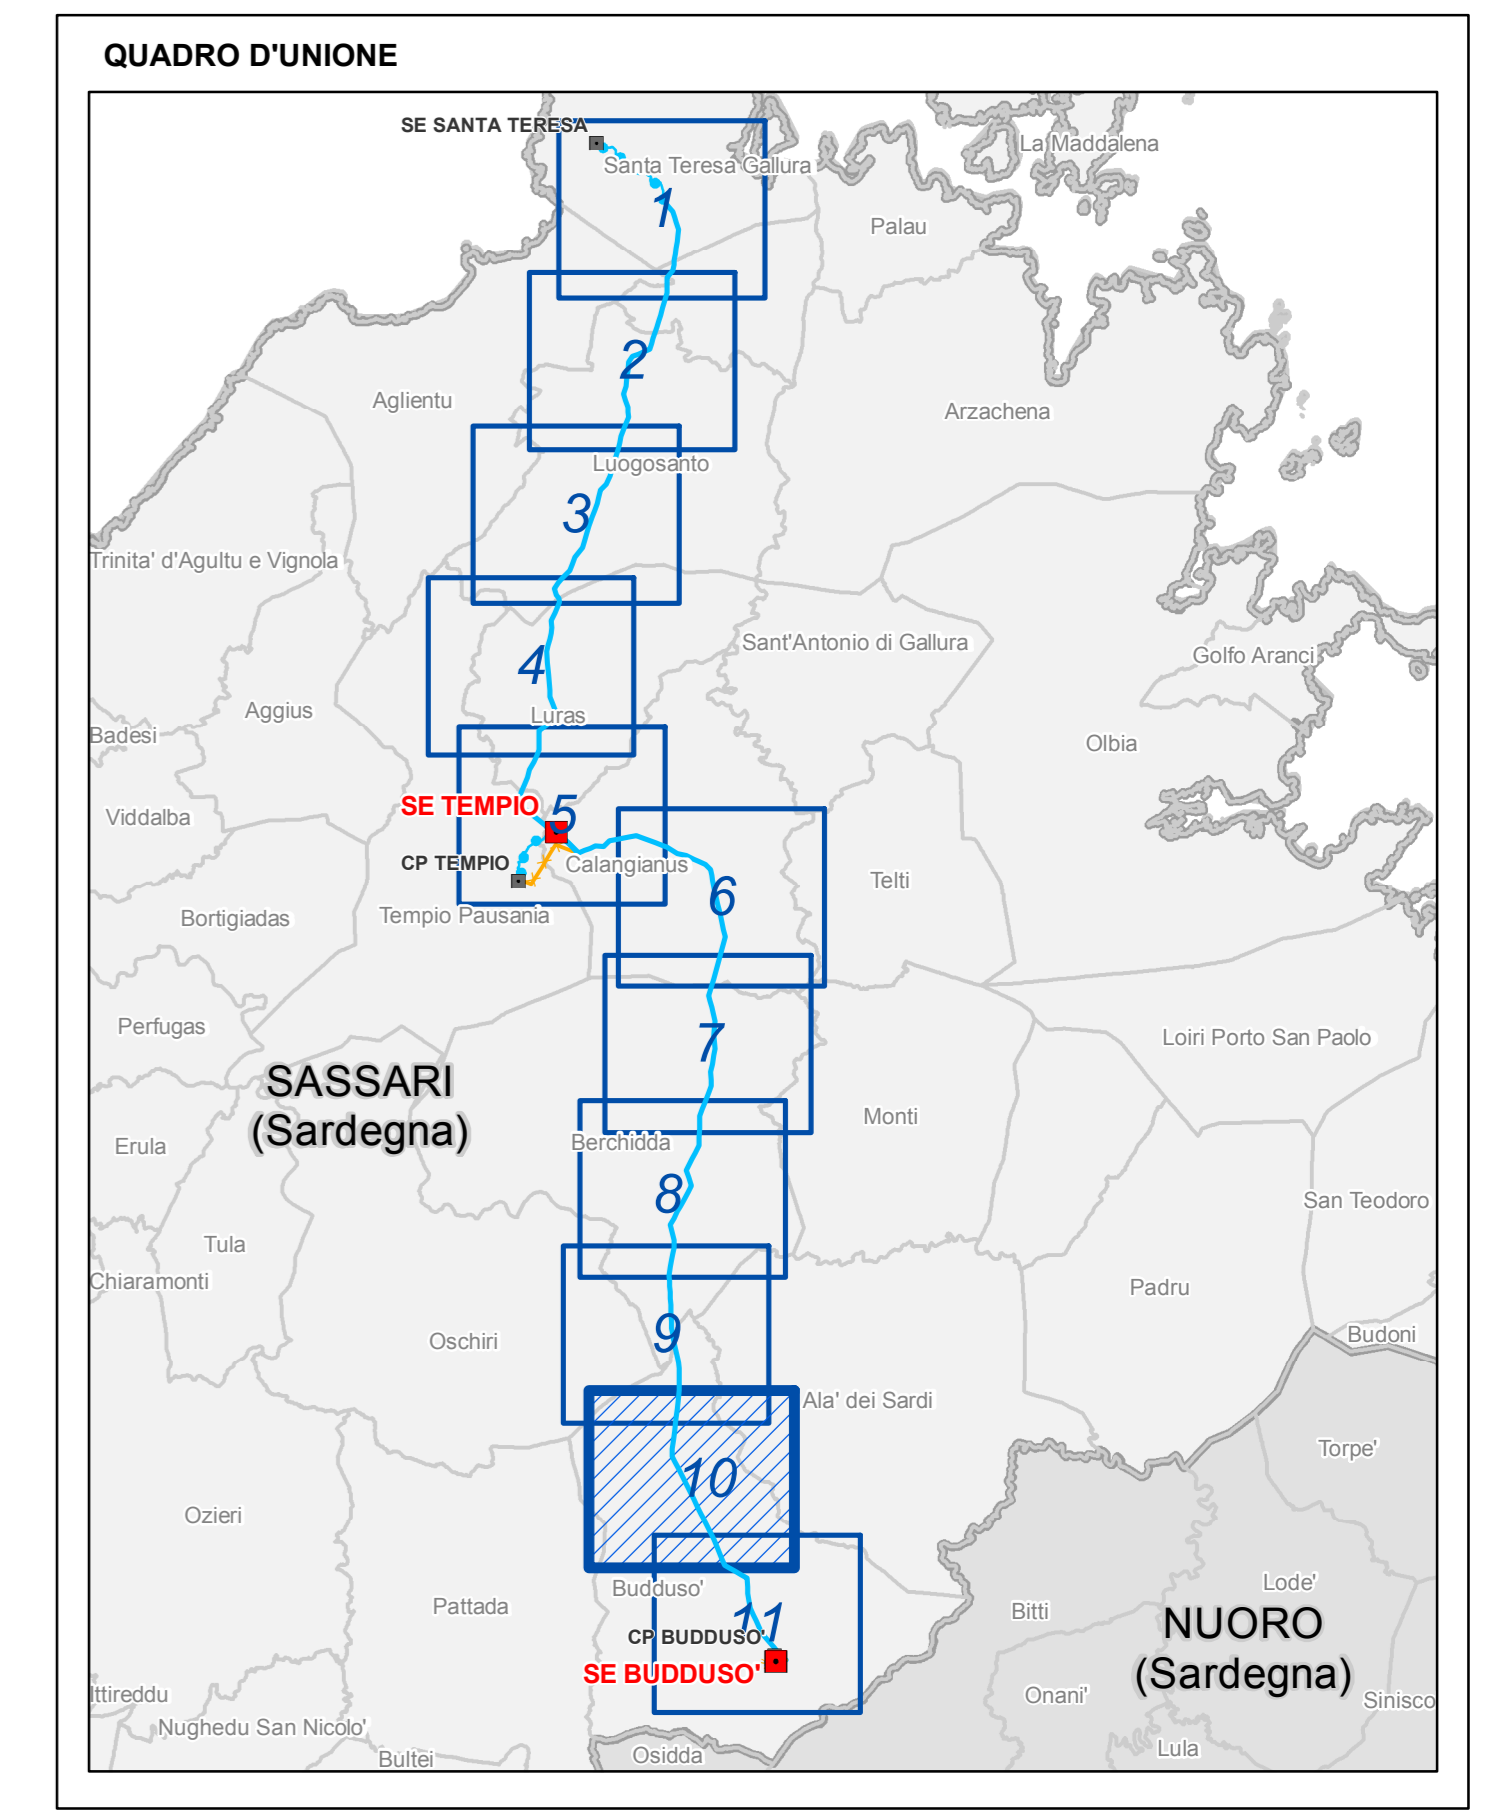 QUADRO D'UNIONE
SE SANTA TERESA
La Maddalena
Santa Teresa Gallura
1
Palau
2
Aglientu
Arzachena
Luogosanto
3
Trinita' d'Agultu e Vignola
Sant'Antonio di Gallura
Golfo Aranci
4
Aggius
Luras
Badesi
Olbia
SE TEMPIO
5
Viddalba
CP TEMPIO
Calangianus
Telti
6
Bortigiadas
Tempio Pausania
Perfugas
Loiri Porto San Paolo
7
SASSARI
(Sardegna)
Monti
Erula
Berchidda
8
San Teodoro
Tula
Chiaramonti
Padru
9
Oschiri
Budoni
Ala' dei Sardi
Torpe'
10
Ozieri
Budduso'
Lode'
Pattada
Bitti
11
NUORO
(Sardegna)
CP BUDDUSO'
SE BUDDUSO'
Ittireddu
Onani'
Sinisco
Nughedu San Nicolo'
Bultei
Osidda
Lula